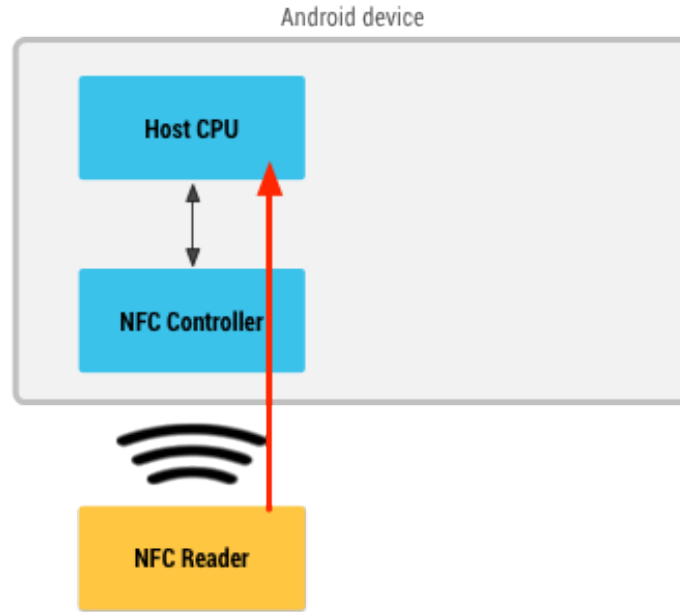 Android device
Host CPU
NFC Controller
NFC Reader